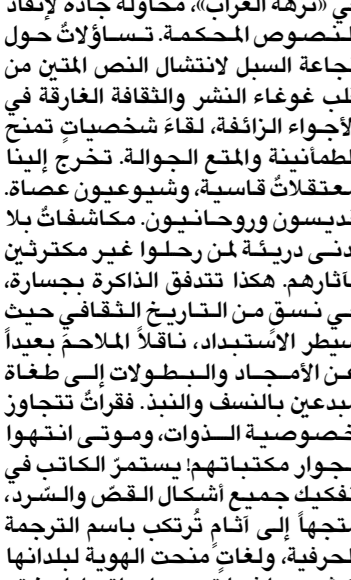 «نزهة الغراب»، محاولة جادة لإنقاذ
النصوص المحكمة. تساؤلاتٌ حول
نجاعة السبل لانتشال النص المتين من
قلب غوغاء النشر والثقافة الغارقة في
الأجواء الزائفة، لقاءَ شخصياتٍ تمنح
الطمأنينة والمتع الجوالة. تخرج إلينا
معتقلاتٌ قاسية، وشيوعيون عصاة.
قديسون وروحانيون. مكاشفاتٌ بلا
أدنى دريئة لمن رحلوا غير مكترثين
بآثارهم. هكذا تتدفق الذاكرة بجسارة،
في نسقٍ من التاريخ الثقافي حيث
سيطر الاستبداد، ناقلاً الملاحمَ بعيداً
عن الأمجاد والبطولات إلى طغاة
مبدعين بالنسف والنبذ. فقراتٌ تتجاوز
خصوصية الذوات، وموتى انتهوا
بجوار مكتباتهم! يستمرّ الكاتب في
تفكيك جميع أشكال القصّ والسّرد،
متجهاً إلى آثامٍ تُرتكب باسم الترجمة
الحرفية، ولغاتٍ منحت الهوية لبلدانها